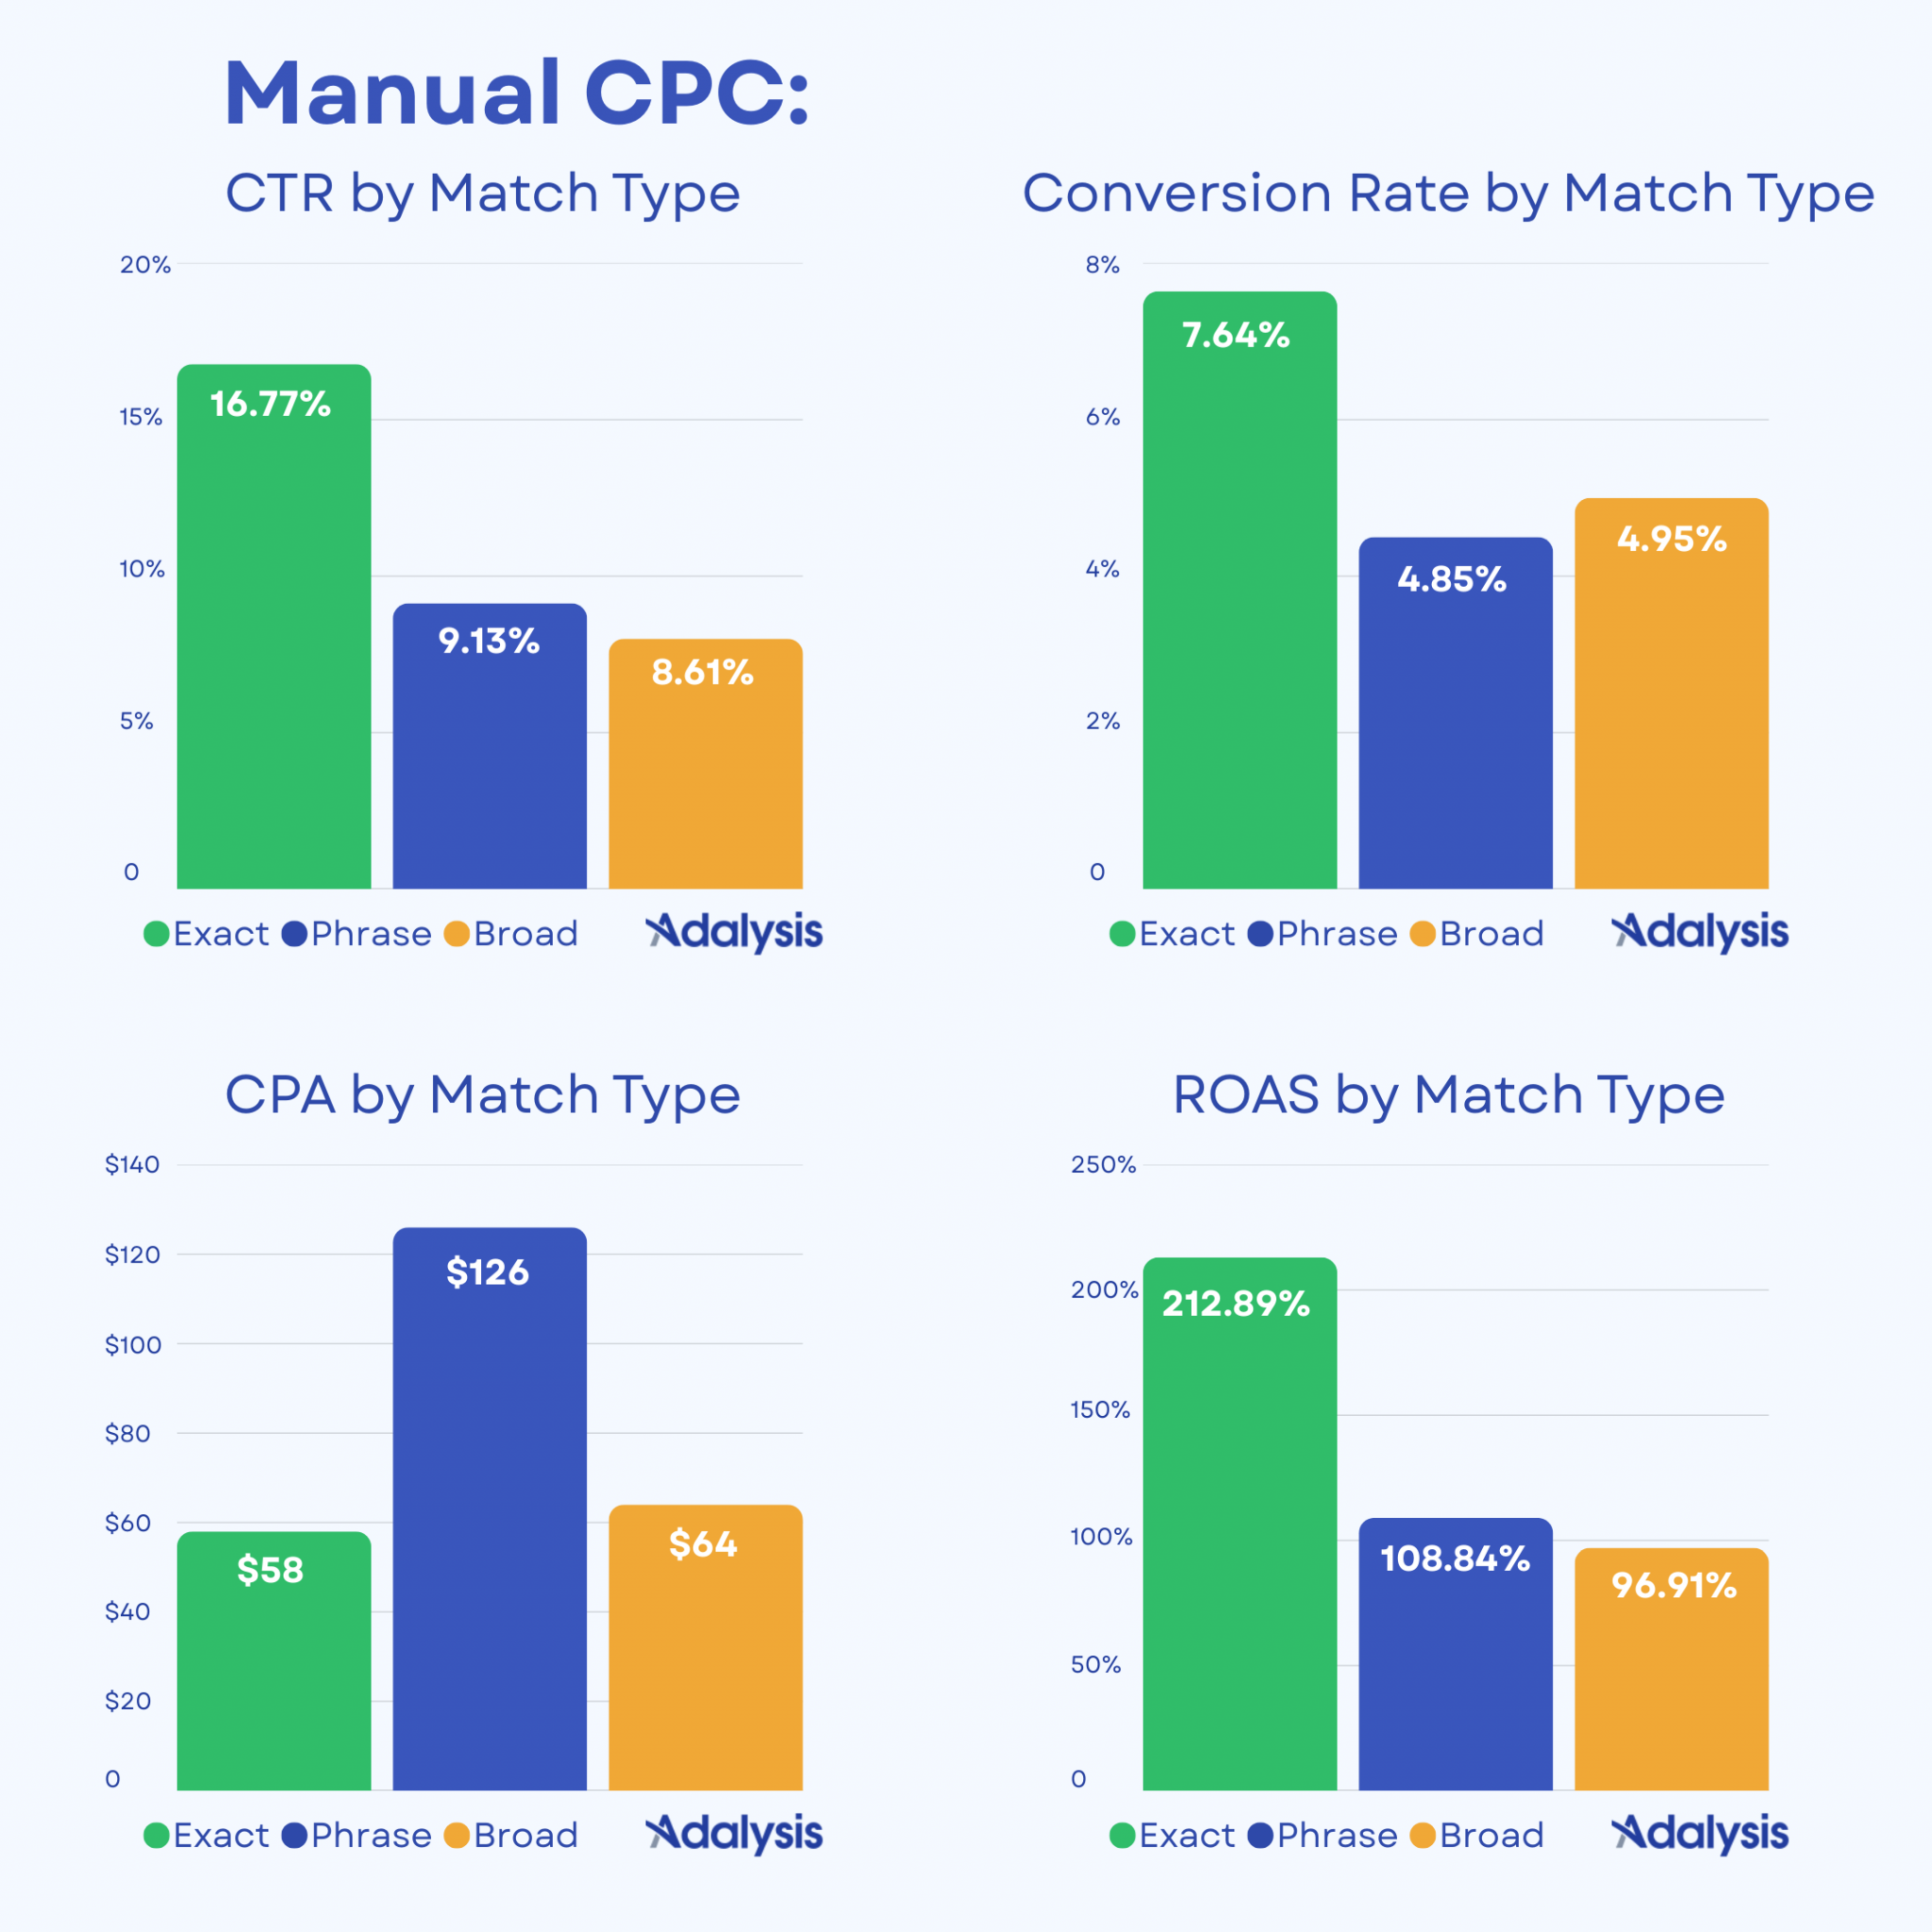 Manual CPC:
CTR by Match Type
20%
15%
10%
5%
0
16.77%
9.13%
8.61%
Exact Phrase Broad
Adalysis
Conversion Rate by Match Type
8%
6%
4%
2%
0
7.64%
4.85%
4.95%
Exact Phrase Broad
Adalysis
CPA by Match Type
$140
$120
$100
$80
$60
$40
$20
0
$58
$126
$64
Exact Phrase Broad
Adalysis
ROAS by Match Type
250%
200%
150%
100%
50%
0
212.89%
108.84%
96.91%
Exact Phrase Broad
Adalysis